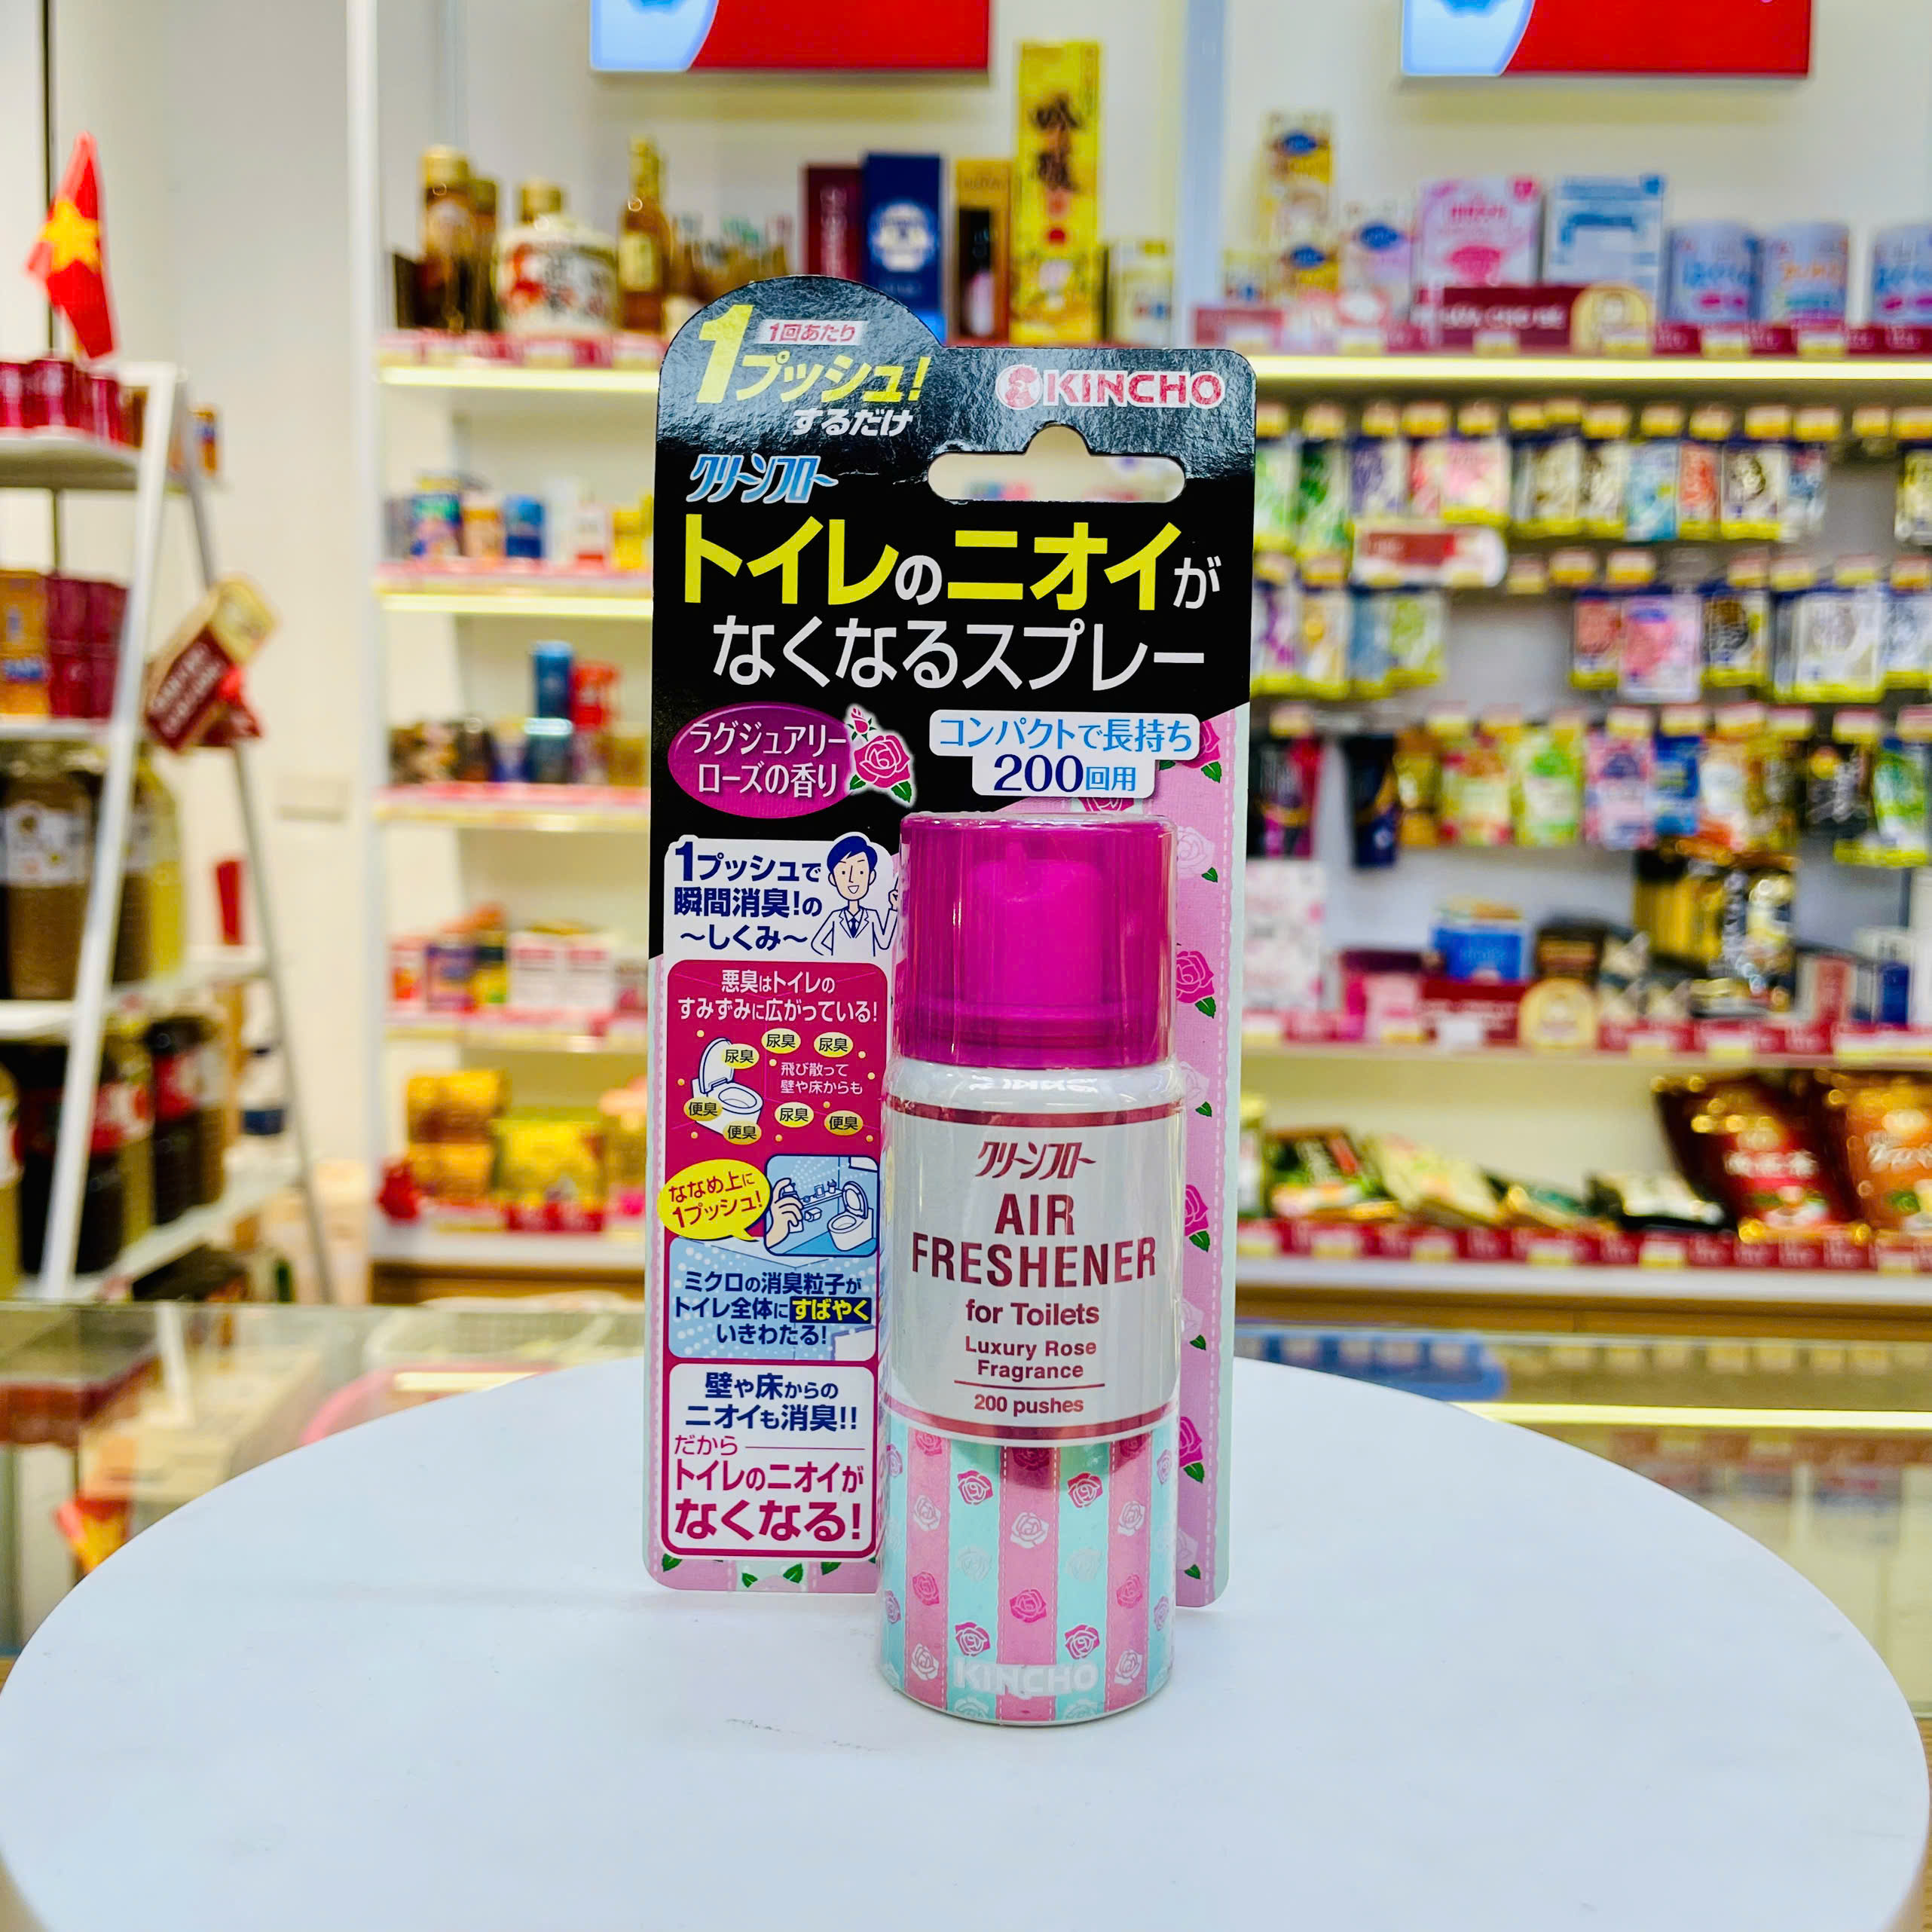 1回あたり
1プッシュ!
するだけ
KINCHO
クリーンフロー
トイレのニオイが
なくなるスプレー
ラグジュアリー
ローズの香り
コンパクトで長持ち
200回用
1プッシュで
瞬間消臭!の
〜しくみ〜
悪臭はトイレの
すみずみに広がっている!
尿臭
尿臭
尿臭
飛び散って
壁や床からも
便臭
尿臭
便臭
便臭
ななめ上に
1プッシュ!
ミクロの消臭粒子が
トイレ全体にすばやく
いきわたる!
壁や床からの
ニオイも消臭!!
だから
トイレのニオイが
なくなる!
クリーンフロー
AIR
FRESHENER
for Toilets
Luxury Rose
Fragrance
200 pushes
KINCHO